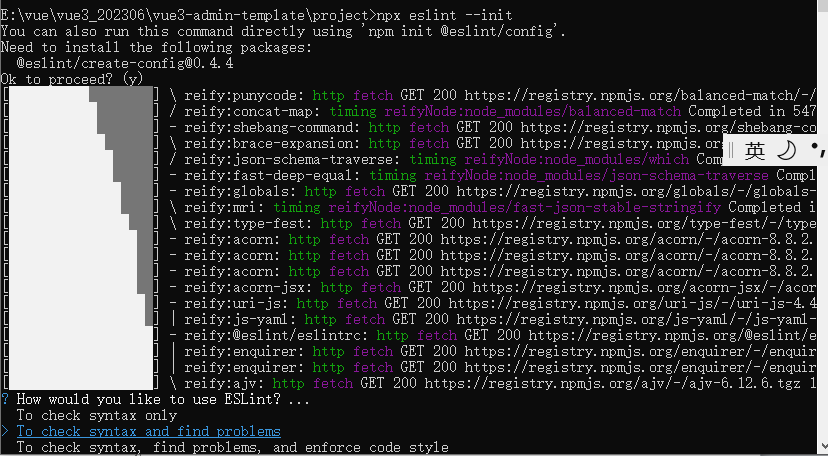 E:\vue\vue3_202306\vue3-admin-template\project>npx eslint --init
You can also run this command directly using 'npm init @eslint/config'.
Need to install the following packages:
  @eslint/create-config@0.4.4
Ok to proceed? (y)
[ ] \ reify:punycode: http fetch GET 200 https://registry.npmjs.org/balanced-match/-/
[ ] / reify:concat-map: timing reifyNode:node_modules/balanced-match Completed in 547
[ ] - reify:shebang-command: http fetch GET 200 https://registry.npmjs.org/shebang-co
[ ] \ reify:brace-expansion: http fetch GET 200 https://registry.npmjs.org
[ ] / reify:json-schema-traverse: timing reifyNode:node_modules/which Com
英
[ ] - reify:fast-deep-equal: timing reifyNode:node_modules/json-schema-traverse Compl
[ ] - reify:globals: http fetch GET 200 https://registry.npmjs.org/globals/-/globals-
[ ] \ reify:mri: timing reifyNode:node_modules/fast-json-stable-stringify Completed i
[ ] \ reify:type-fest: http fetch GET 200 https://registry.npmjs.org/type-fest/-/type
[ ] - reify:acorn: http fetch GET 200 https://registry.npmjs.org/acorn/-/acorn-8.8.2.
[ ] - reify:acorn: http fetch GET 200 https://registry.npmjs.org/acorn/-/acorn-8.8.2.
[ ] - reify:acorn: http fetch GET 200 https://registry.npmjs.org/acorn/-/acorn-8.8.2.
[ ] - reify:acorn-jsx: http fetch GET 200 https://registry.npmjs.org/acorn-jsx/-/acor
[ ] - reify:uri-js: http fetch GET 200 https://registry.npmjs.org/uri-js/-/uri-js-4.4
[ ] | reify:js-yaml: http fetch GET 200 https://registry.npmjs.org/js-yaml/-/js-yaml-
[ ] - reify:@eslint/eslintrc: http fetch GET 200 https://registry.npmjs.org/@eslint/e
[ ] | reify:enquirer: http fetch GET 200 https://registry.npmjs.org/enquirer/-/enquir
[ ] | reify:enquirer: http fetch GET 200 https://registry.npmjs.org/enquirer/-/enquir
[ ] \ reify:ajv: http fetch GET 200 https://registry.npmjs.org/ajv/-/ajv-6.12.6.tgz 1
? How would you like to use ESLint? ...
  To check syntax only
> To check syntax and find problems
  To check syntax, find problems, and enforce code style